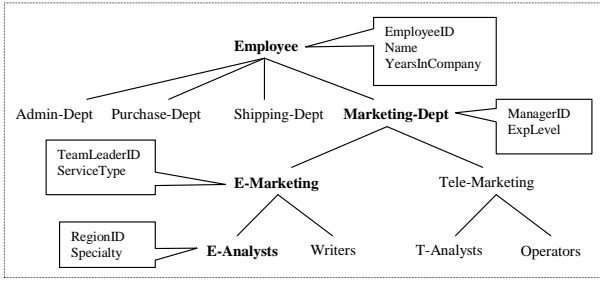 EmployeeID
Name
YearsInCompany
Employee
Admin-Dept
Purchase-Dept
Shipping-Dept
Marketing-Dept
ManagerID
ExpLevel
TeamLeaderID
ServiceType
E-Marketing
Tele-Marketing
RegionID
Specialty
E-Analysts
Writers
T-Analysts
Operators